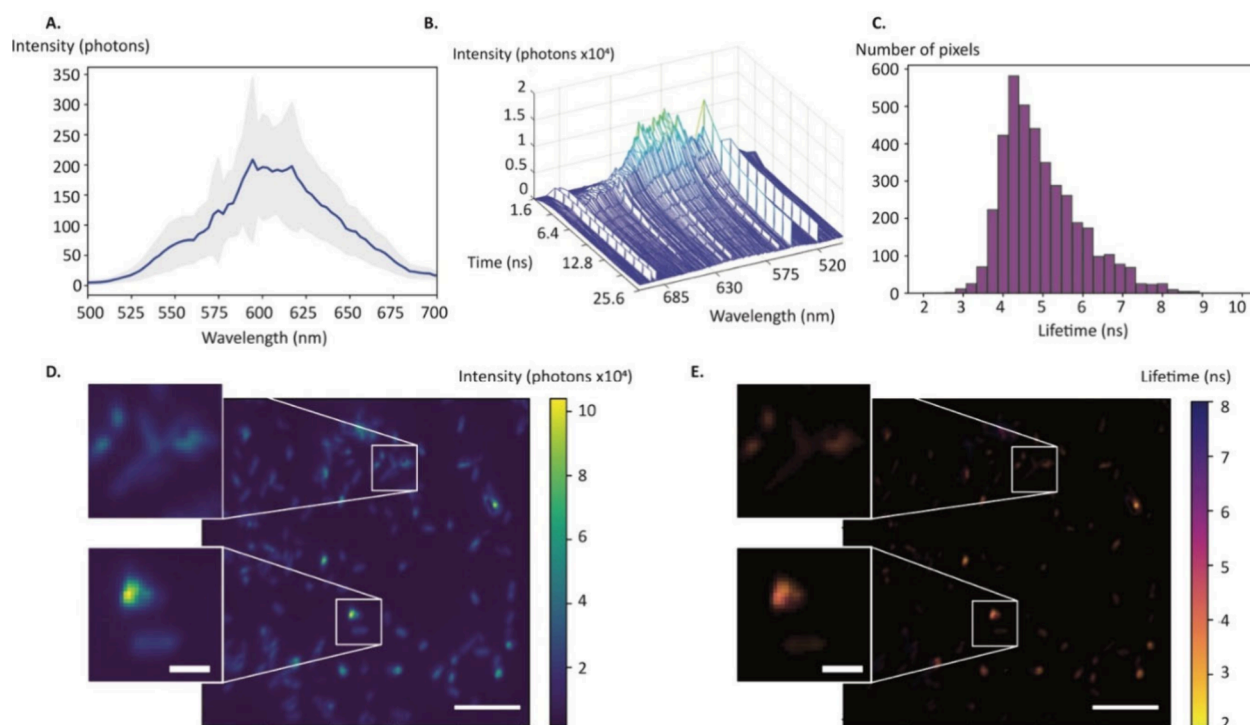 A.
Intensity (photons)
350
300
250
200
150
100
50
0
500 525 550 575 600 625 650 675 700
Wavelength (nm)
B.
Intensity (photons x10⁴)
2
1.5
1
0.5
0
1.6
6.4
12.8
25.6
Time (ns)
685 630 575 520
Wavelength (nm)
C.
Number of pixels
600
500
400
300
200
100
0
2 3 4 5 6 7 8 9 10
Lifetime (ns)
D.
Intensity (photons x10⁴)
10
8
6
4
2
E.
Lifetime (ns)
8
7
6
5
4
3
2